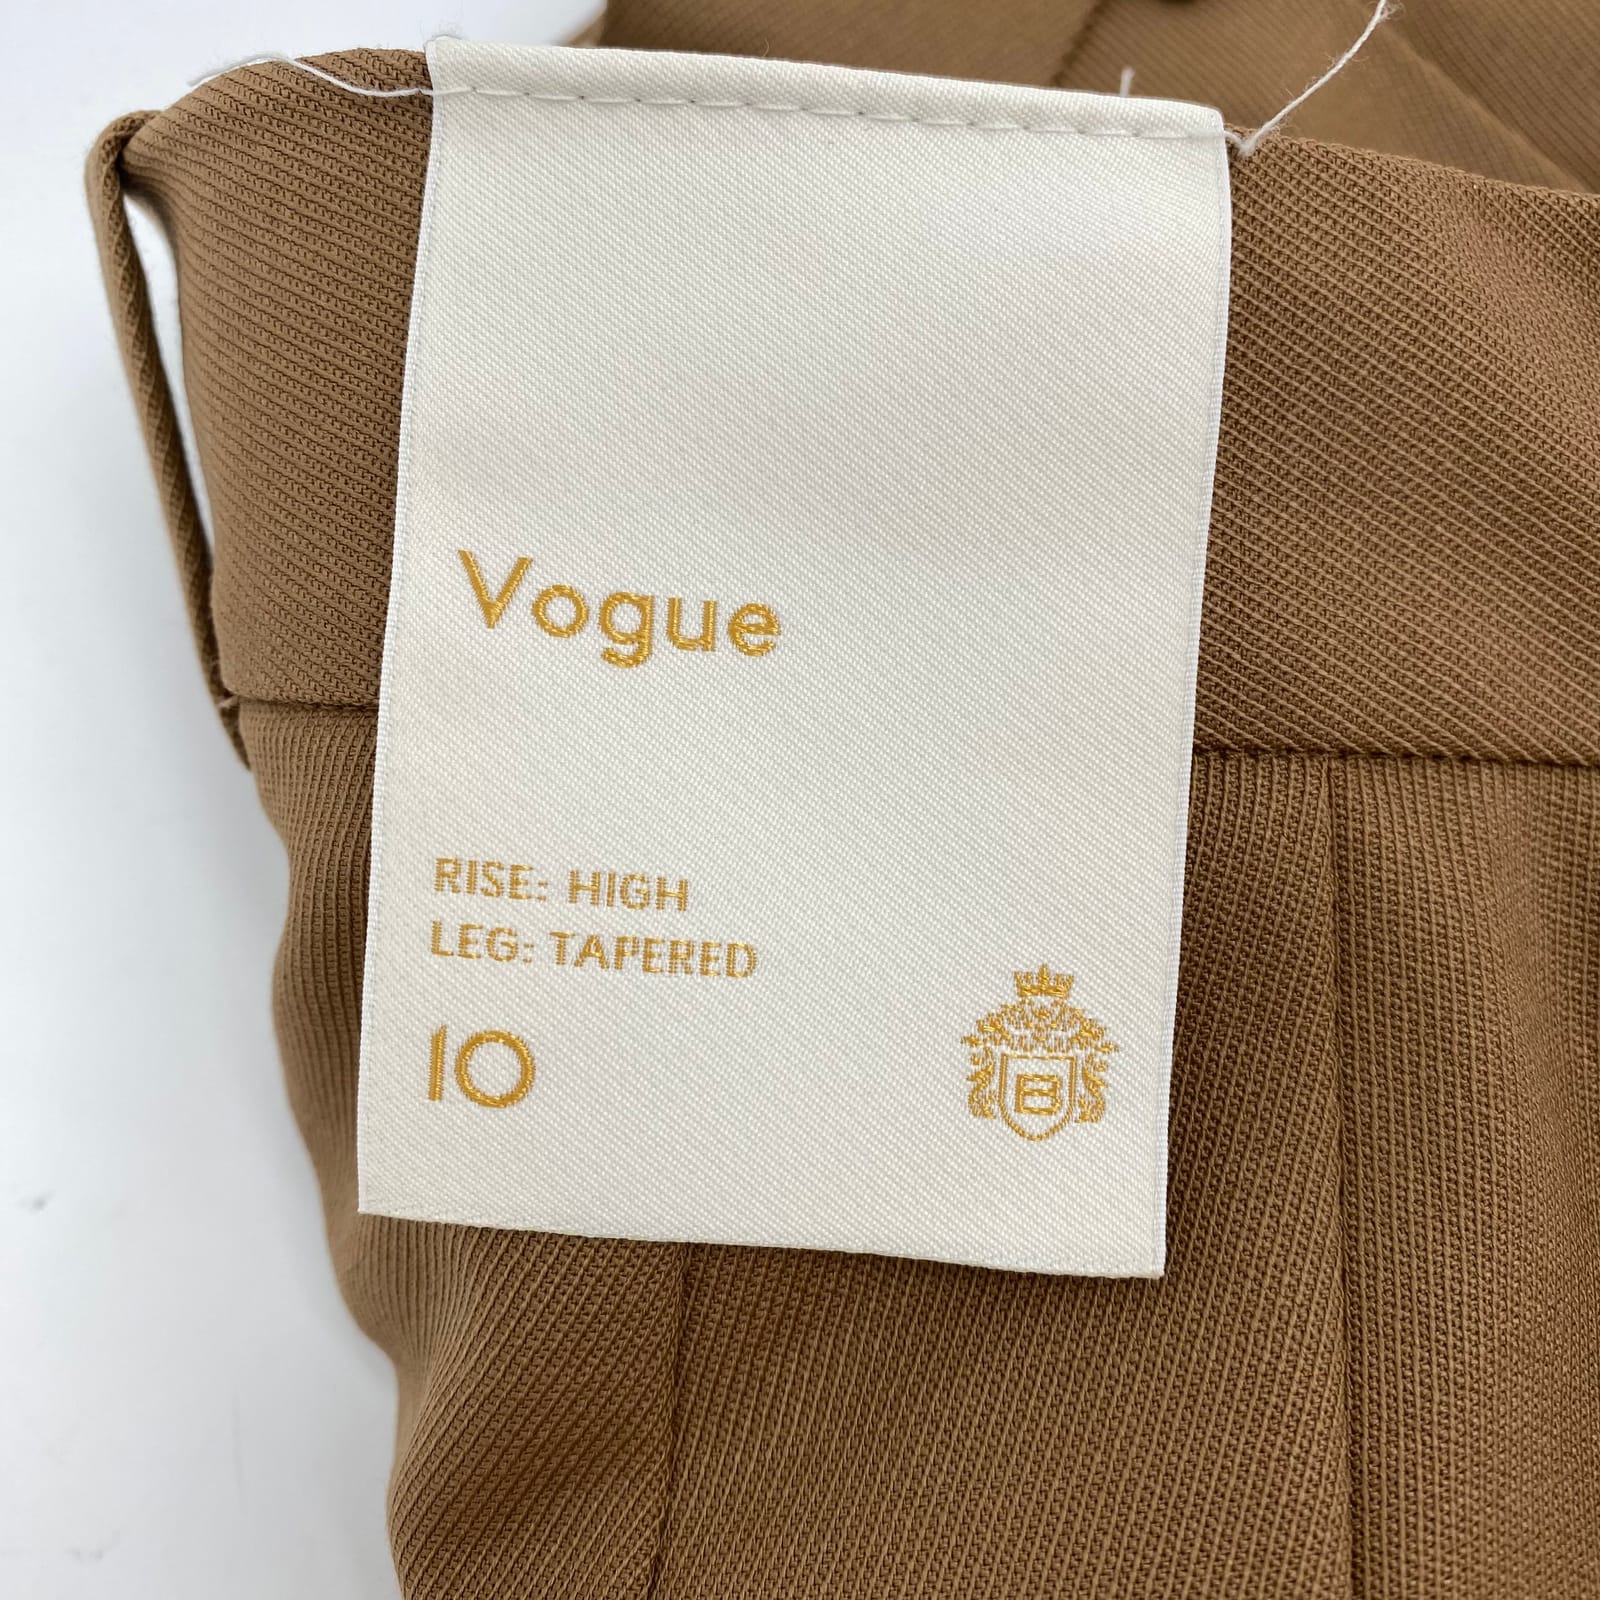 Vogue
RISE: HIGH
LEG: TAPERED
10
B